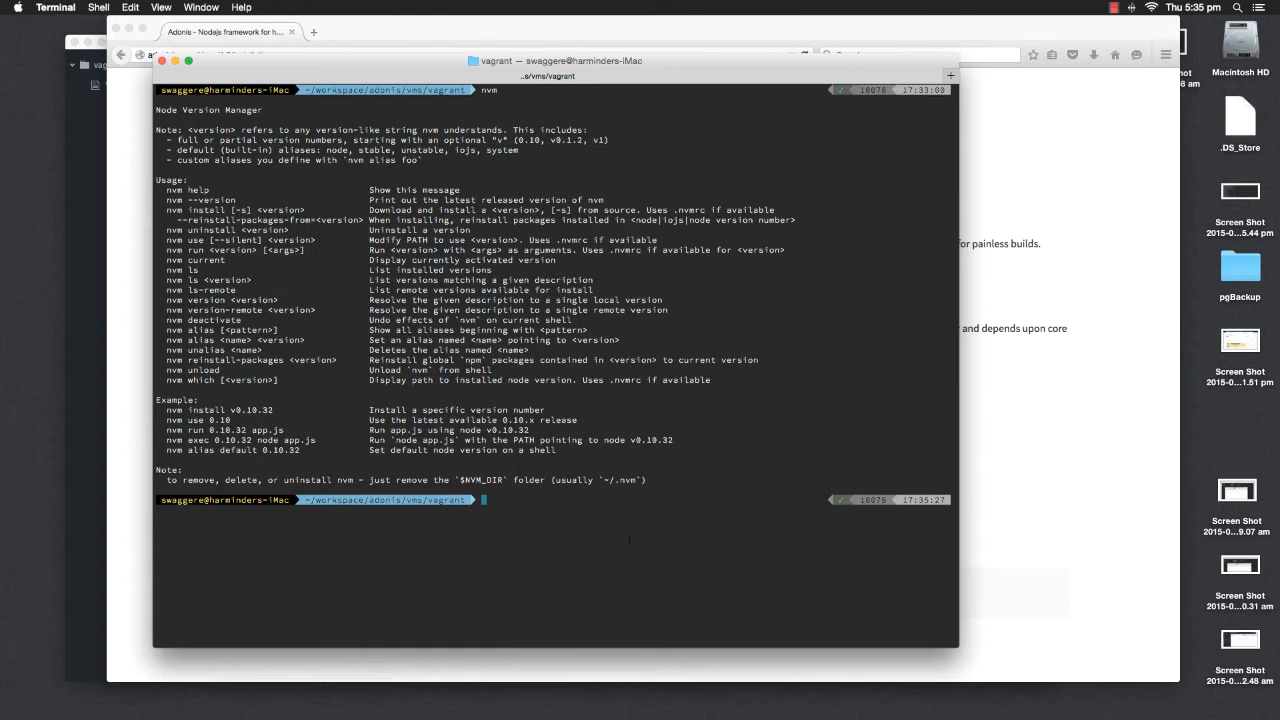 Terminal Shell Edit View Window Help Thu 5:35 pm
Adonis - Nodejs framework for h...
vagrant — swaggere@harminders-iMac
..s/vms/vagrant
swaggere@harminders-iMac ~/workspace/adonis/vms/vagrant nvm ✓ 10078 17:33:00
Node Version Manager
Note: <version> refers to any version-like string nvm understands. This includes:
- full or partial version numbers, starting with an optional "v" (0.10, v0.1.2, v1)
- default (built-in) aliases: node, stable, unstable, iojs, system
- custom aliases you define with `nvm alias foo`
Usage:
nvm help Show this message
nvm --version Print out the latest released version of nvm
nvm install [-s] <version> Download and install a <version>, [-s] from source. Uses .nvmrc if available
--reinstall-packages-from=<version> When installing, reinstall packages installed in <node|iojs|node version number>
nvm uninstall <version> Uninstall a version
nvm use [--silent] <version> Modify PATH to use <version>. Uses .nvmrc if available
nvm run <version> [<args>] Run <version> with <args> as arguments. Uses .nvmrc if available for <version>
nvm current Display currently activated version
nvm ls List installed versions
nvm ls <version> List versions matching a given description
nvm ls-remote List remote versions available for install
nvm version <version> Resolve the given description to a single local version
nvm version-remote <version> Resolve the given description to a single remote version
nvm deactivate Undo effects of `nvm` on current shell
nvm alias [<pattern>] Show all aliases beginning with <pattern>
nvm alias <name> <version> Set an alias named <name> pointing to <version>
nvm unalias <name> Deletes the alias named <name>
nvm reinstall-packages <version> Reinstall global `npm` packages contained in <version> to current version
nvm unload Unload `nvm` from shell
nvm which [<version>] Display path to installed node version. Uses .nvmrc if available
Example:
nvm install v0.10.32 Install a specific version number
nvm use 0.10 Use the latest available 0.10.x release
nvm run 0.10.32 app.js Run app.js using node v0.10.32
nvm exec 0.10.32 node app.js Run `node app.js` with the PATH pointing to node v0.10.32
nvm alias default 0.10.32 Set default node version on a shell
Note:
to remove, delete, or uninstall nvm - just remove the `$NVM_DIR` folder (usually `~/.nvm`)
swaggere@harminders-iMac ~/workspace/adonis/vms/vagrant ✓ 10079 17:35:27
vag
for painless builds.
and depends upon core
Macintosh HD
.DS_Store
Screen Shot
2015-0...5.44 pm
pgBackup
Screen Shot
2015-0...1.51 pm
Screen Shot
2015-0...9.07 am
Screen Shot
2015-0...0.31 am
Screen Shot
2015-0...2.48 am